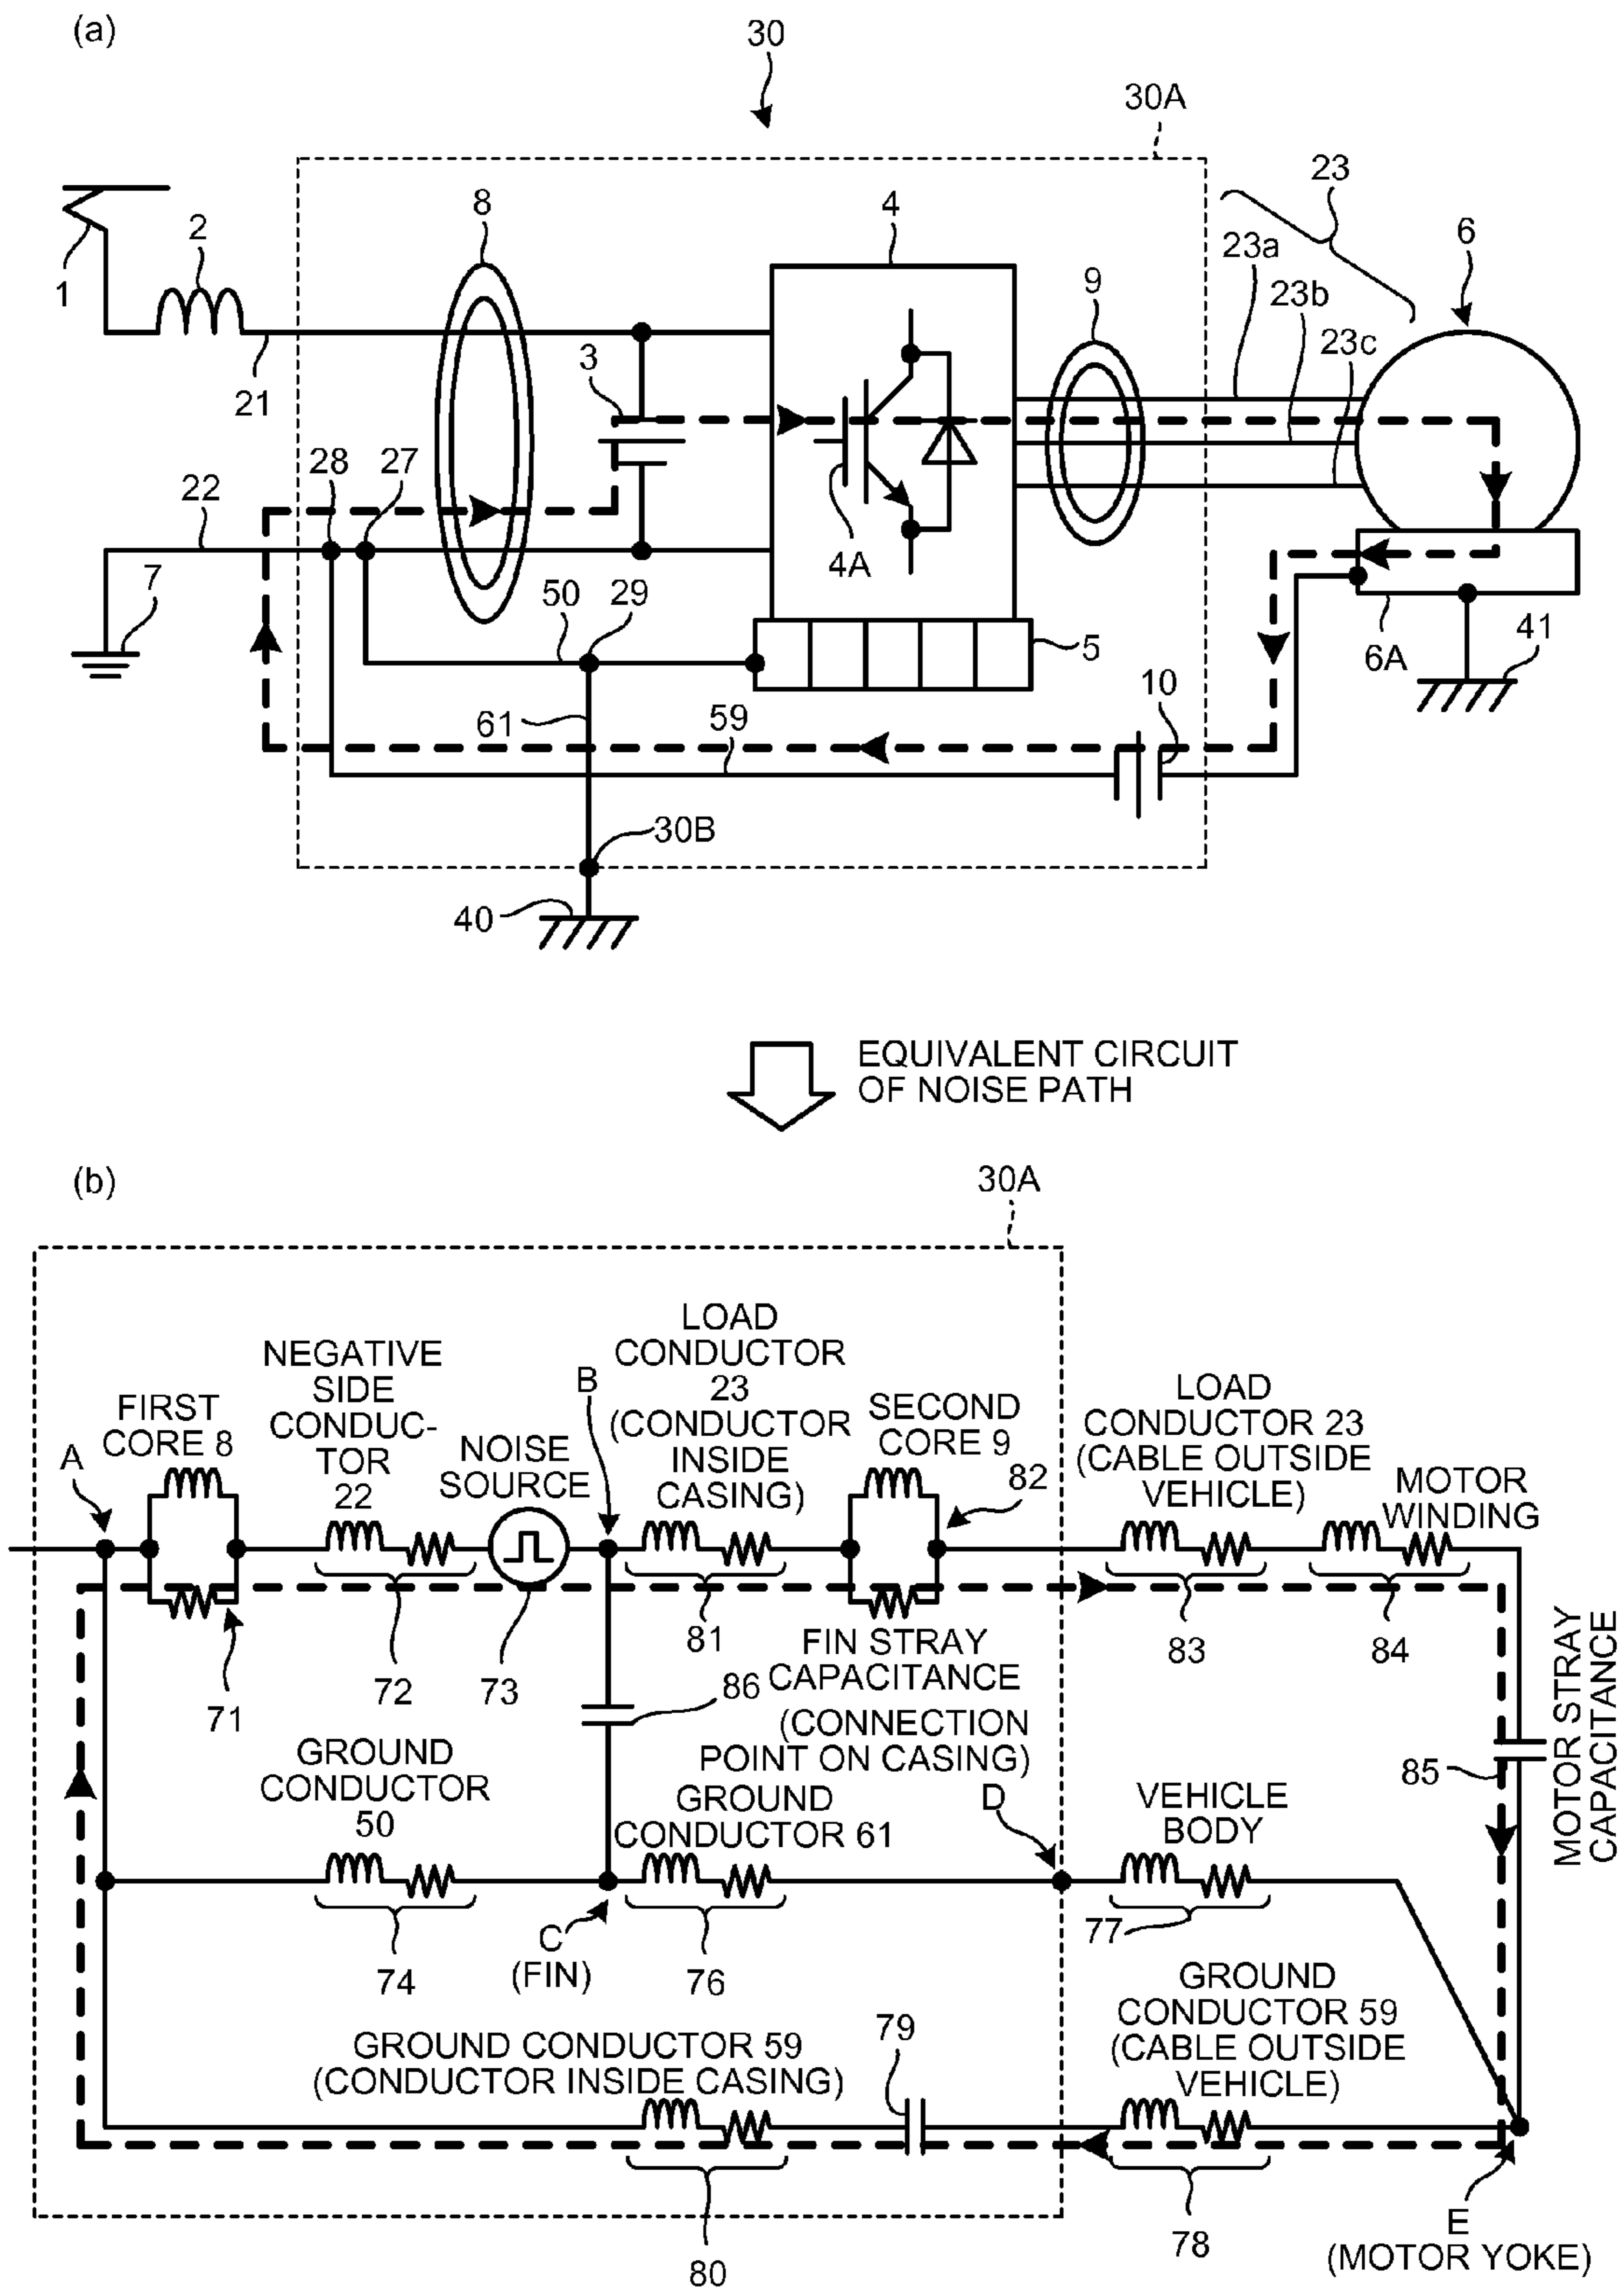 (a)
30
30A
23
8
4
2
23a
6
9
23b
1
23c
3
21
28
27
22
4A
7
50
29
41
5
6A
10
61
59
30B
40
EQUIVALENT CIRCUIT
OF NOISE PATH
(b)
30A
LOAD
CONDUCTOR
23
(CONDUCTOR
INSIDE
CASING)
NEGATIVE
SIDE
CONDUC-
TOR
22
B
FIRST
CORE 8
SECOND
CORE 9
LOAD
CONDUCTOR 23
(CABLE OUTSIDE
VEHICLE)
A
NOISE
SOURCE
82
MOTOR
WINDING
71
72
73
81
83
84
FIN STRAY
CAPACITANCE
86
(CONNECTION
POINT ON CASING)
D
MOTOR STRAY
CAPACITANCE
85
GROUND
CONDUCTOR
50
GROUND
CONDUCTOR 61
VEHICLE
BODY
C
(FIN)
74
76
77
GROUND CONDUCTOR 59
(CONDUCTOR INSIDE CASING)
79
GROUND
CONDUCTOR 59
(CABLE OUTSIDE
VEHICLE)
80
78
E
(MOTOR YOKE)